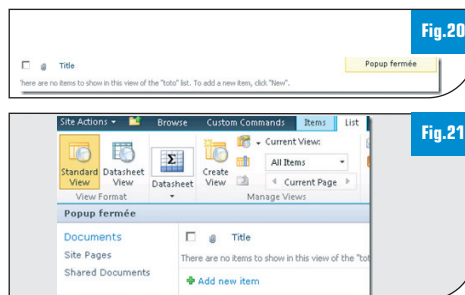 Fig.20
Title
Popup fermée
There are no items to show in this view of the "toto" list. To add a new item, click "New".
Fig.21
Site Actions Browse Custom Commands Items List
Standard View
Datasheet View
Datasheet
Create View
Current View:
All Items
Current Page
View Format
Manage Views
Popup fermée
Documents
Title
Site Pages
There are no items to show in this view of the "tot
Shared Documents
Add new item